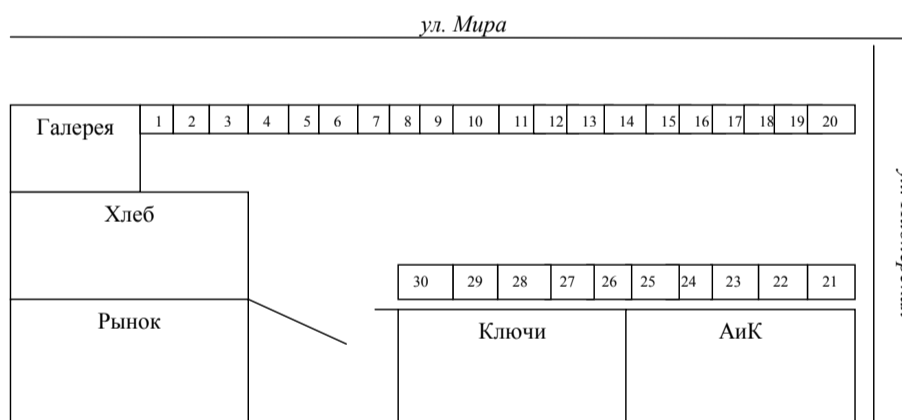 ул. Мира
Галерея 1 2 3 4 5 6 7 8 9 10 11 12 13 14 15 16 17 18 19 20
Хлеб
30 29 28 27 26 25 24 23 22 21
Рынок Ключи АиК